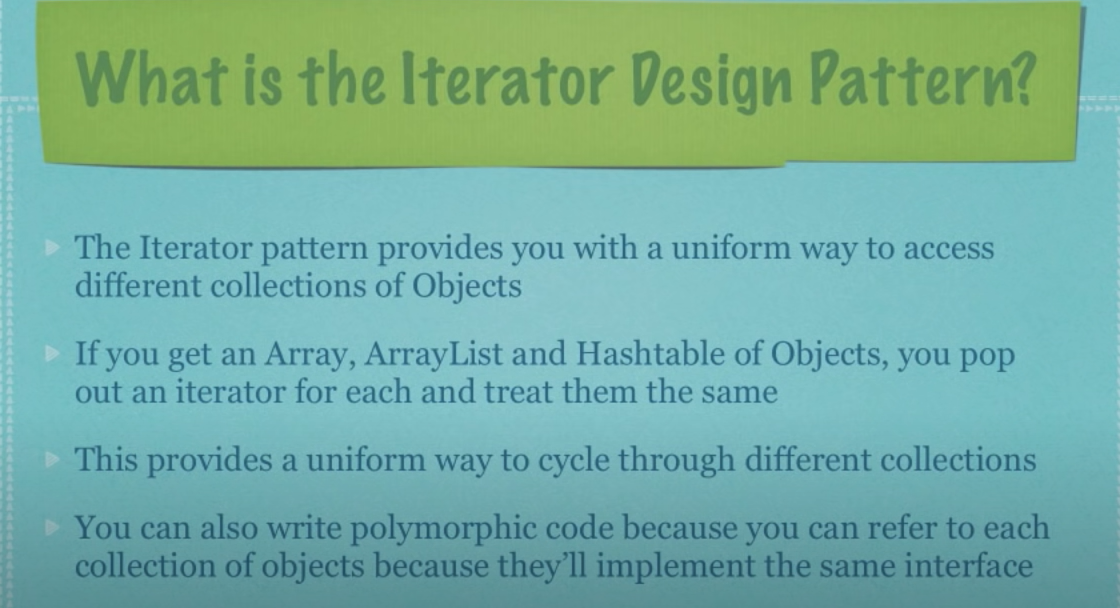 What is the Iterator Design Pattern?
The Iterator pattern provides you with a uniform way to access
different collections of Objects
If you get an Array, ArrayList and Hashtable of Objects, you pop
out an iterator for each and treat them the same
This provides a uniform way to cycle through different collections
You can also write polymorphic code because you can refer to each
collection of objects because they'll implement the same interface